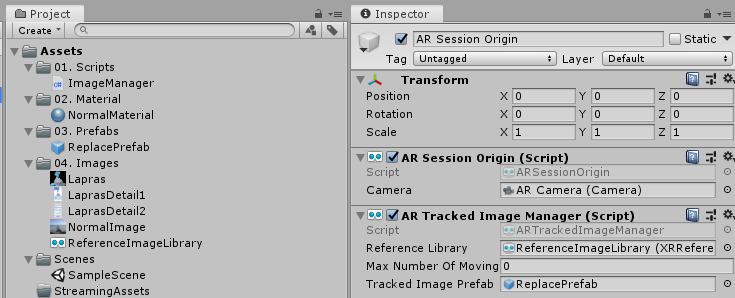 Project
Create
Assets
01. Scripts
ImageManager
02. Material
NormalMaterial
03. Prefabs
ReplacePrefab
04. Images
Lapras
LaprasDetail1
LaprasDetail2
NormalImage
ReferenceImageLibrary
Scenes
SampleScene
StreamingAssets
Inspector
AR Session Origin Static
Tag Untagged Layer Default
Transform
Position X 0 Y 0 Z 0
Rotation X 0 Y 0 Z 0
Scale X 1 Y 1 Z 1
AR Session Origin (Script)
Script ARSessionOrigin
Camera AR Camera (Camera)
AR Tracked Image Manager (Script)
Script ARTrackedImageManager
Reference Library ReferenceImageLibrary (XRRefere
Max Number Of Moving 0
Tracked Image Prefab ReplacePrefab